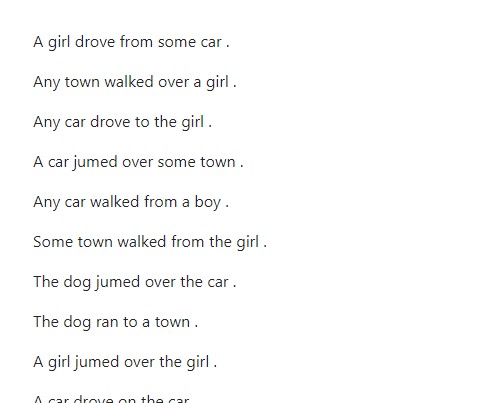 A girl drove from some car .
Any town walked over a girl .
Any car drove to the girl .
A car jumed over some town .
Any car walked from a boy .
Some town walked from the girl .
The dog jumed over the car .
The dog ran to a town .
A girl jumed over the girl .
A car drove on the car